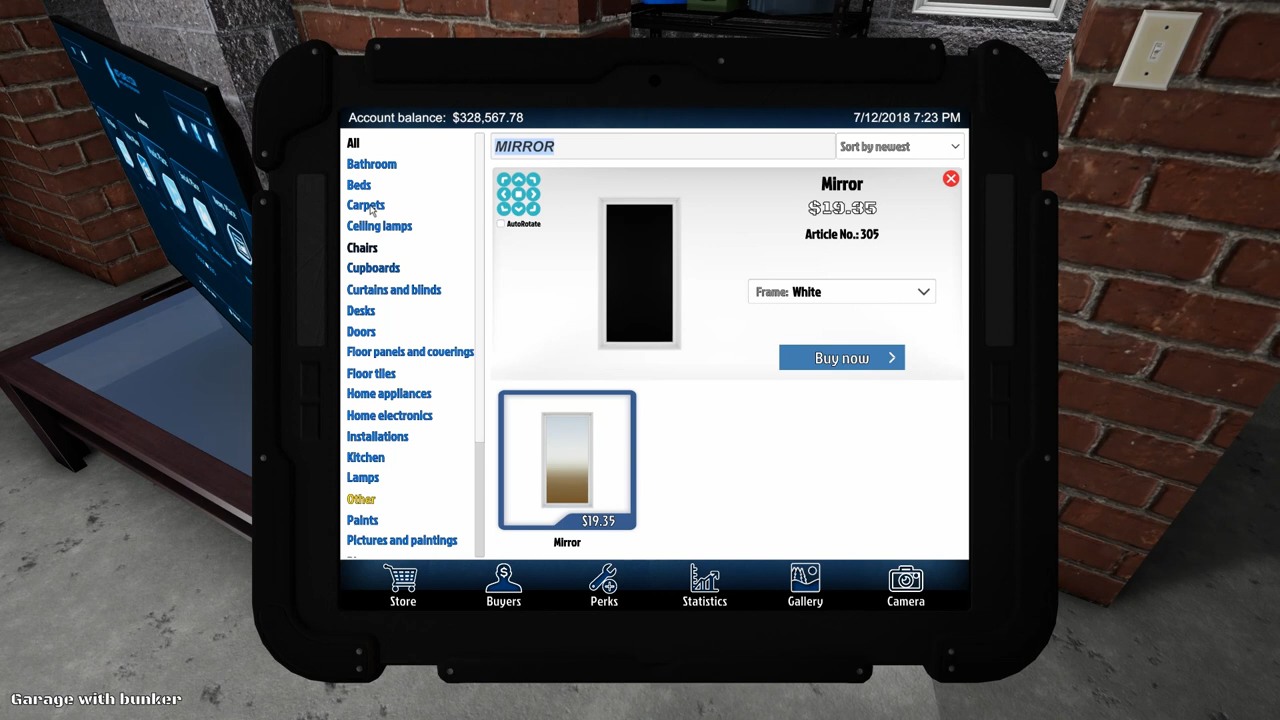 Account balance: $328,567.78
7/12/2018 7:23 PM
All
Bathroom
Beds
Carpets
Ceiling lamps
Chairs
Cupboards
Curtains and blinds
Desks
Doors
Floor panels and coverings
Floor tiles
Home appliances
Home electronics
Installations
Kitchen
Lamps
Other
Paints
Pictures and paintings
MIRROR
Sort by newest
AutoRotate
Mirror
$19.35
Article No.: 305
Frame: White
Buy now
$19.35
Mirror
Store
Buyers
Perks
Statistics
Gallery
Camera
Garage with bunker